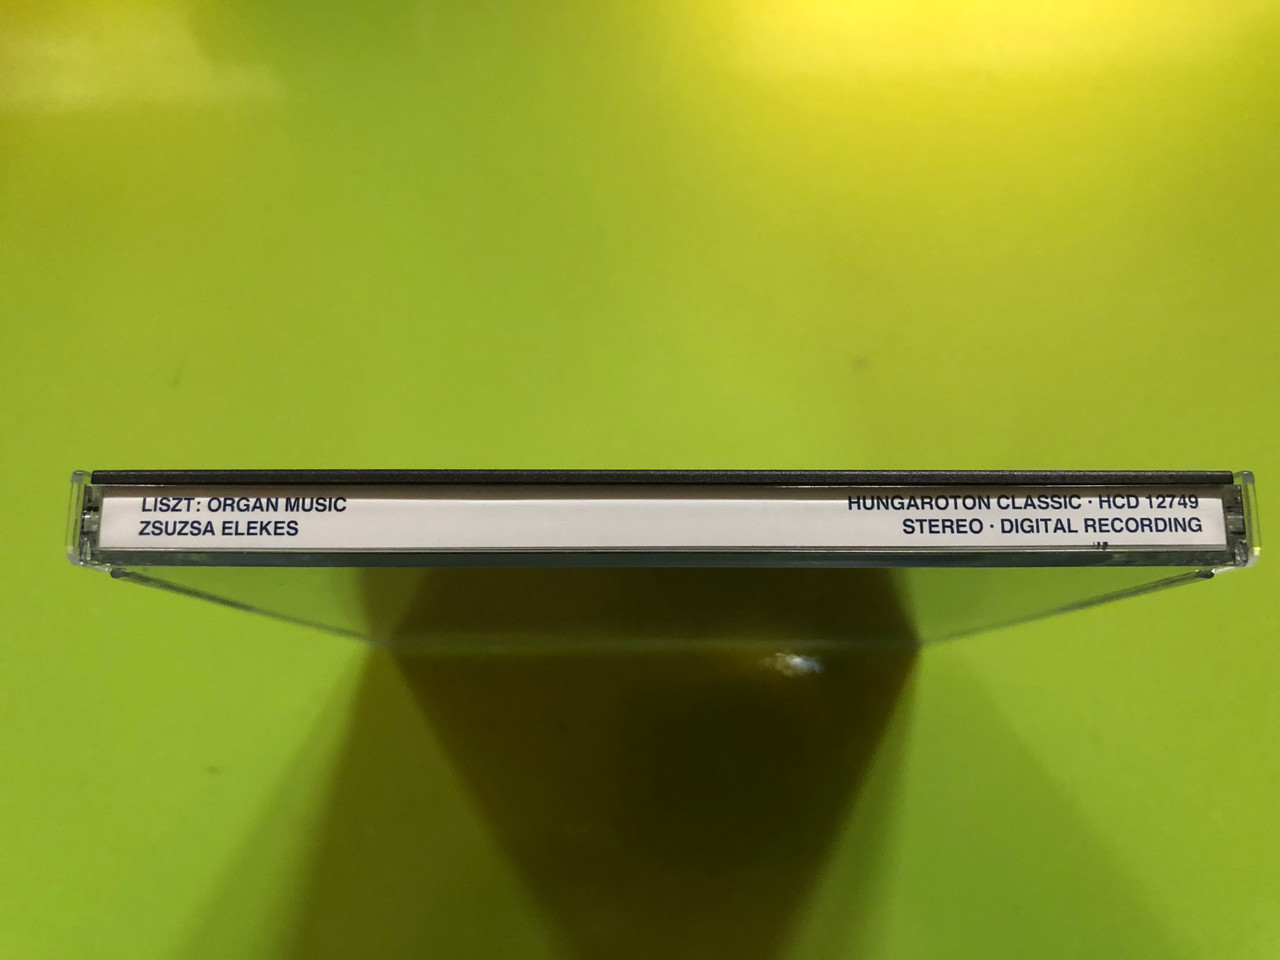 LISZT: ORGAN MUSIC
ZSUZSA ELEKES
HUNGAROTON CLASSIC · HCD 12749
STEREO · DIGITAL RECORDING